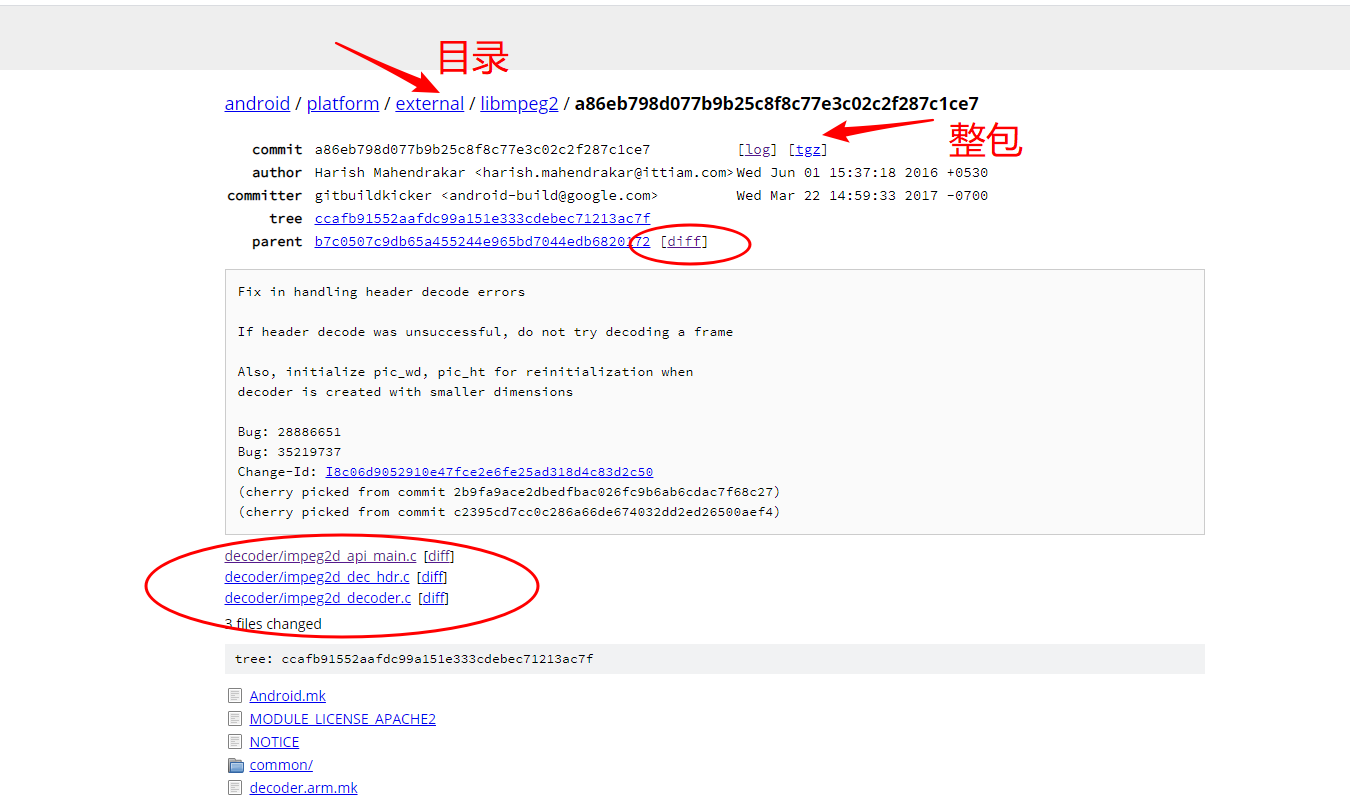 目录
android / platform / external / libmpeg2 / a86eb798d077b9b25c8f8c77e3c02c2f287c1ce7
整包
commit a86eb798d077b9b25c8f8c77e3c02c2f287c1ce7 [log] [tgz]
author Harish Mahendrakar <harish.mahendrakar@ittiam.com> Wed Jun 01 15:37:18 2016 +0530
committer gitbuildkicker <android-build@google.com> Wed Mar 22 14:59:33 2017 -0700
tree ccafb91552aafdc99a151e333cdebec71213ac7f
parent b7c0507c9db65a455244e965bd7044edb6820172 [diff]
Fix in handling header decode errors
If header decode was unsuccessful, do not try decoding a frame
Also, initialize pic_wd, pic_ht for reinitialization when
decoder is created with smaller dimensions
Bug: 28886651
Bug: 35219737
Change-Id: I8c06d9052910e47fce2e6fe25ad318d4c83d2c50
(cherry picked from commit 2b9fa9ace2dbedfbac026fc9b6ab6cdac7f68c27)
(cherry picked from commit c2395cd7cc0c286a66de674032dd2ed26500aef4)
decoder/impeg2d_api_main.c [diff]
decoder/impeg2d_dec_hdr.c [diff]
decoder/impeg2d_decoder.c [diff]
3 files changed
tree: ccafb91552aafdc99a151e333cdebec71213ac7f
Android.mk
MODULE_LICENSE_APACHE2
NOTICE
common/
decoder.arm.mk